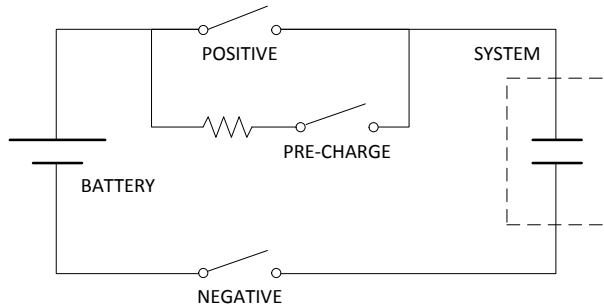 POSITIVE
SYSTEM
PRE-CHARGE
BATTERY
NEGATIVE